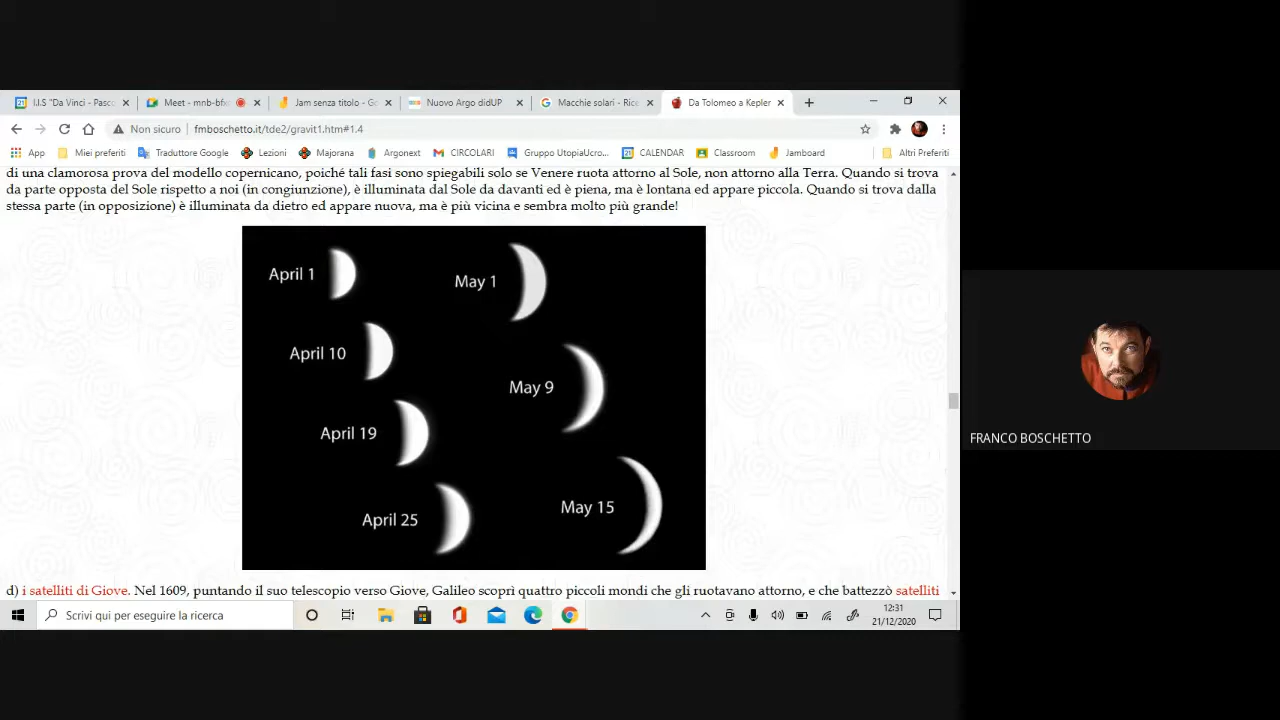 I.I.S "Da Vinci - Pasc
Meet - mnb-bfx
Jam senza titolo - Go
Nuovo Argo didUP
Macchie solari - Rice
Da Tolomeo a Kepler
Non sicuro
fmboschetto.it/tde2/gravit1.htm#1.4
App
Miei preferiti
Traduttore Google
Lezioni
Majorana
Argonext
CIRCOLARI
Gruppo UtopiaUcro...
CALENDAR
Classroom
Jamboard
Altri Preferiti
di una clamorosa prova del modello copernicano, poiché tali fasi sono spiegabili solo se Venere ruota attorno al Sole, non attorno alla Terra. Quando si trova
da parte opposta del Sole rispetto a noi (in congiunzione), è illuminata dal Sole da davanti ed è piena, ma è lontana ed appare piccola. Quando si trova dalla
stessa parte (in opposizione) è illuminata da dietro ed appare nuova, ma è più vicina e sembra molto più grande!
April 1
April 10
April 19
April 25
May 1
May 9
May 15
d) i satelliti di Giove. Nel 1609, puntando il suo telescopio verso Giove, Galileo scoprì quattro piccoli mondi che gli ruotavano attorno, e che battezzò satelliti
Scrivi qui per eseguire la ricerca
12:31
21/12/2020
FRANCO BOSCHETTO